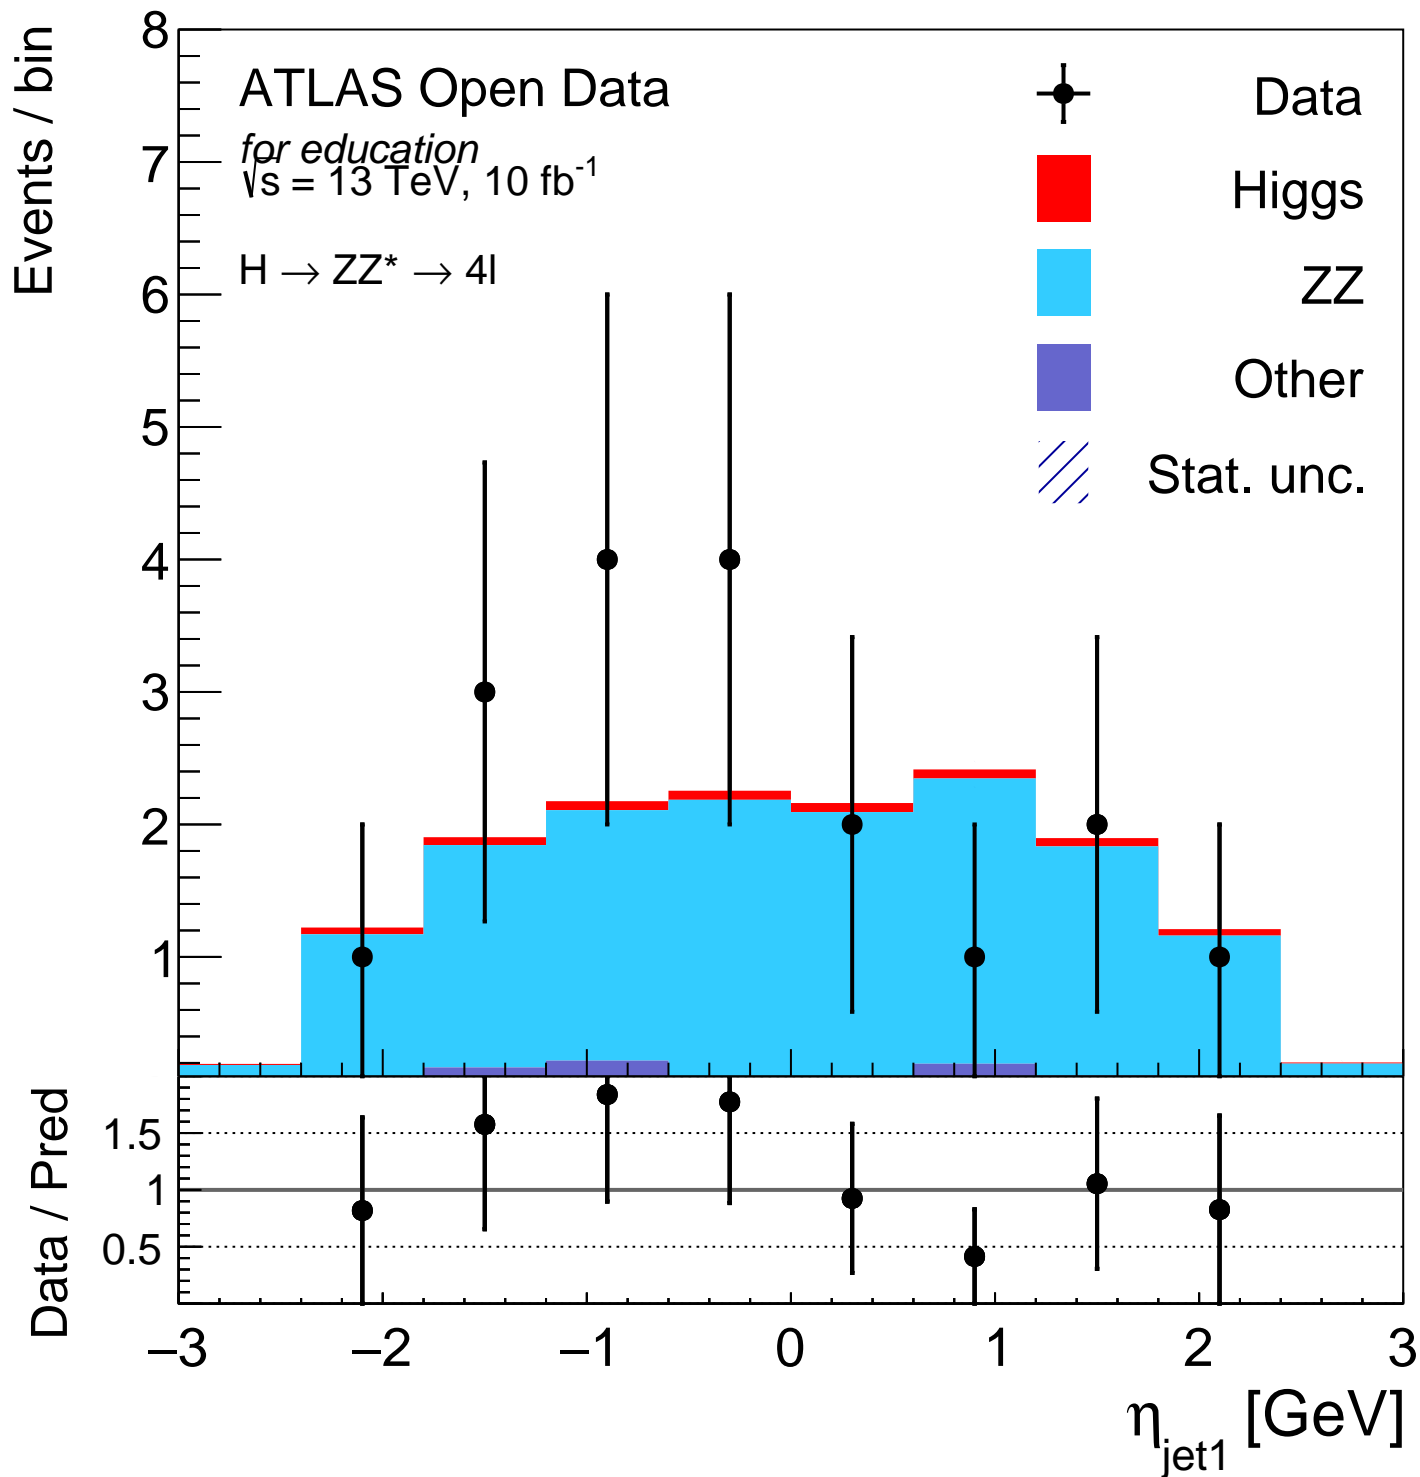 Events / bin
8
7
6
5
4
3
2
1
ATLAS Open Data
for education
√s = 13 TeV, 10 fb⁻¹
H → ZZ* → 4l
Data
Higgs
ZZ
Other
Stat. unc.
Data / Pred
1.5
1
0.5
−3 −2 −1 0 1 2 3
η_jet1 [GeV]